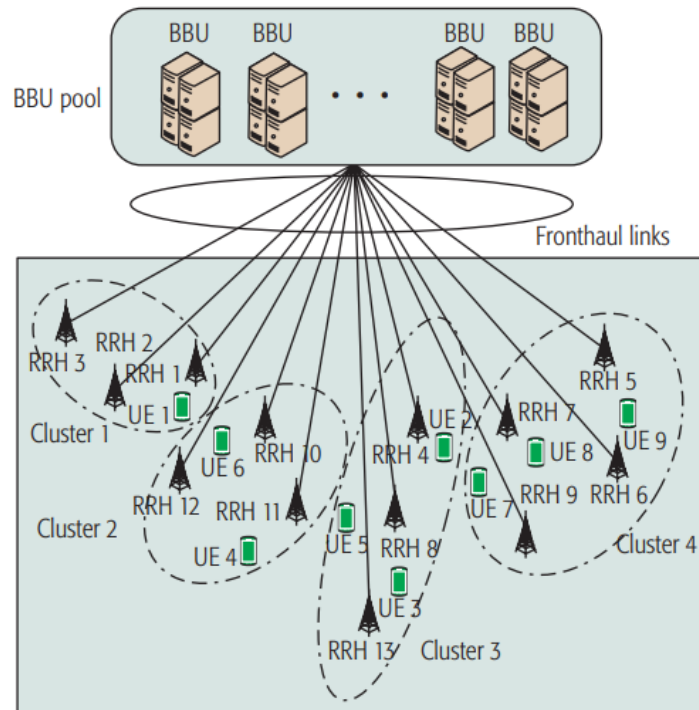 BBU BBU BBU BBU
BBU pool
Fronthaul links
RRH 2
RRH 3 RRH 1 RRH 5
UE 1 UE 2 RRH 7
Cluster 1 UE 9
RRH 10 RRH 4 UE 8
UE 6
RRH 12 RRH 9 RRH 6
RRH 11 UE 7
Cluster 2
UE 5 RRH 8 Cluster 4
UE 4
UE 3
RRH 13 Cluster 3